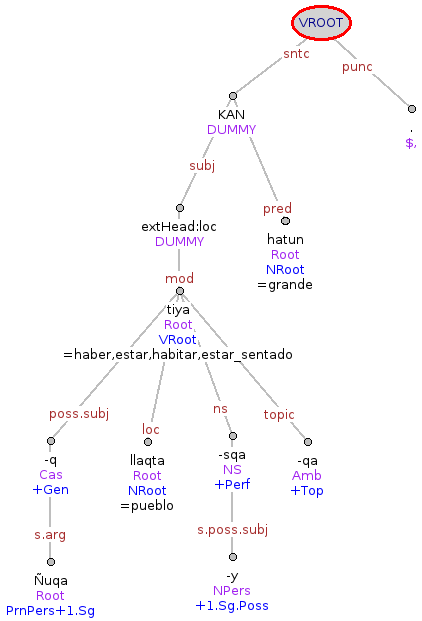 VROOT
sntc
punc
KAN
DUMMY
.
$,
subj
pred
extHead:loc
DUMMY
hatun
Root
NRoot
=grande
mod
tiya
Root
VRoot
=haber,estar,habitar,estar_sentado
poss.subj
loc
ns
topic
-q
Cas
+Gen
llaqta
Root
NRoot
=pueblo
-sqa
NS
+Perf
-qa
Amb
+Top
s.arg
s.poss.subj
Ñuqa
Root
PrnPers+1.Sg
-y
NPers
+1.Sg.Poss